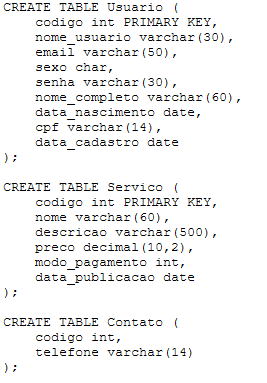 CREATE TABLE Usuario (
    codigo int PRIMARY KEY,
    nome_usuario varchar(30),
    email varchar(50),
    sexo char,
    senha varchar(30),
    nome_completo varchar(60),
    data_nascimento date,
    cpf varchar(14),
    data_cadastro date
);

CREATE TABLE Servico (
    codigo int PRIMARY KEY,
    nome varchar(60),
    descricao varchar(500),
    preco decimal(10,2),
    modo_pagamento int,
    data_publicacao date
);

CREATE TABLE Contato (
    codigo int,
    telefone varchar(14)
);